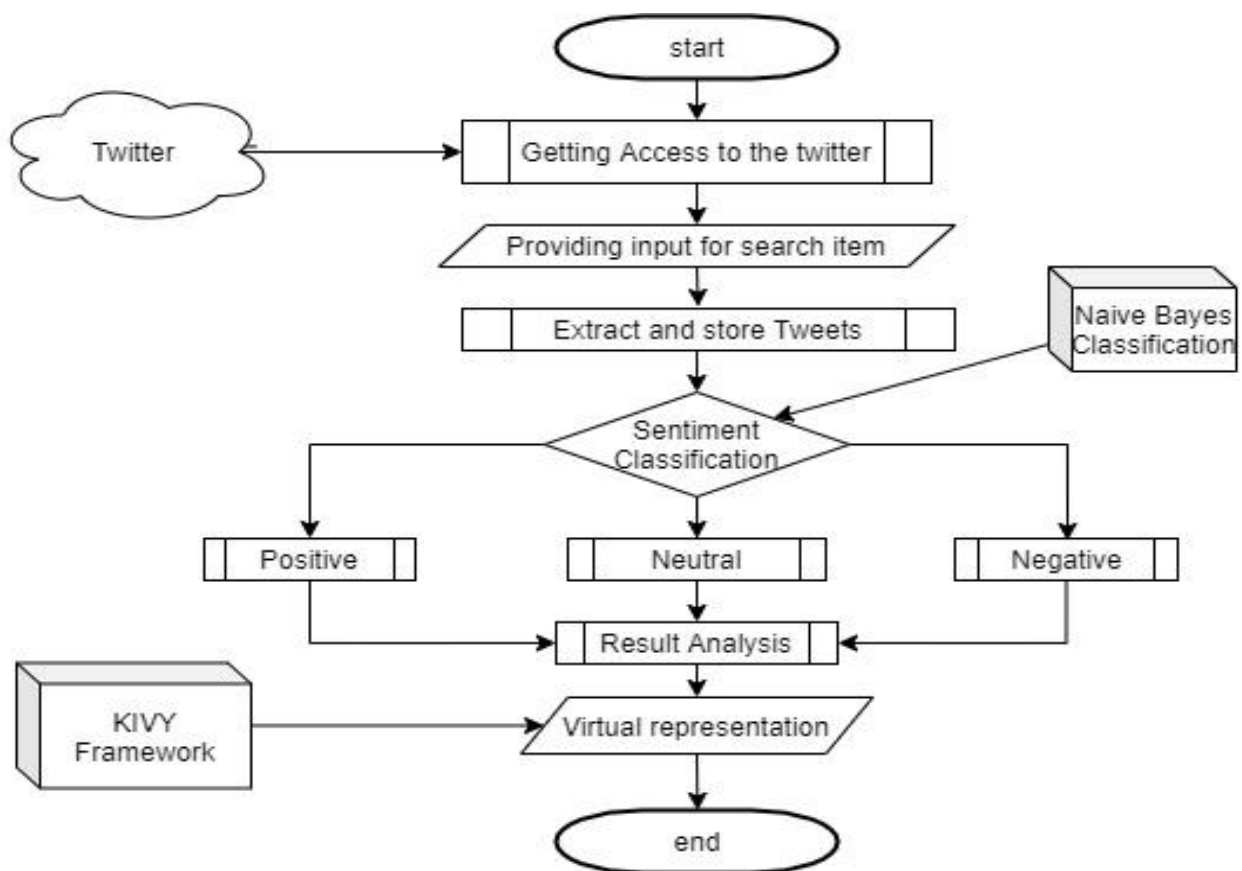 start
Twitter
Getting Access to the twitter
Providing input for search item
Extract and store Tweets
Naive Bayes
Classification
Sentiment
Classification
Positive
Neutral
Negative
Result Analysis
KIVY
Framework
Virtual representation
end